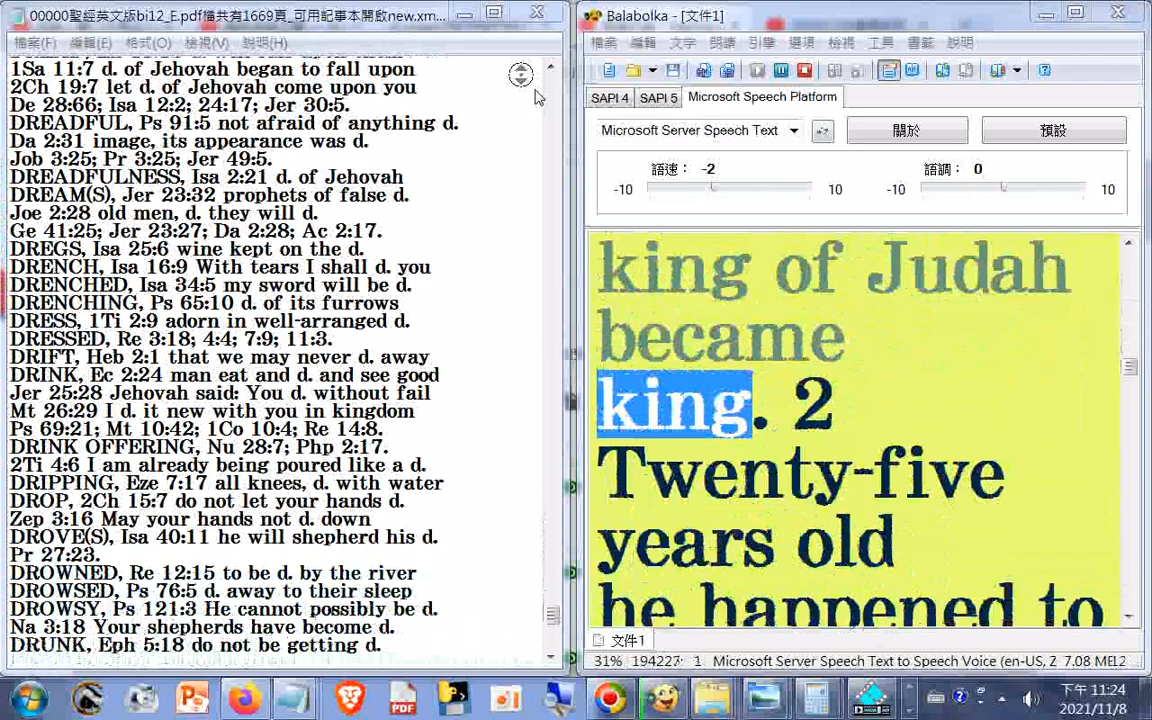 00000聖經英文版bi12_E.pdf檔共有1669頁_可用記事本開啟new.xm...
檔案(F) 編輯(E) 格式(O) 檢視(V) 說明(H)
1Sa 11:7 d. of Jehovah began to fall upon
2Ch 19:7 let d. of Jehovah come upon you
De 28:66; Isa 12:2; 24:17; Jer 30:5.
DREADFUL, Ps 91:5 not afraid of anything d.
Da 2:31 image, its appearance was d.
Job 3:25; Pr 3:25; Jer 49:5.
DREADFULNESS, Isa 2:21 d. of Jehovah
DREAM(S), Jer 23:32 prophets of false d.
Joe 2:28 old men, d. they will d.
Ge 41:25; Jer 23:27; Da 2:28; Ac 2:17.
DREGS, Isa 25:6 wine kept on the d.
DRENCH, Isa 16:9 With tears I shall d. you
DRENCHED, Isa 34:5 my sword will be d.
DRENCHING, Ps 65:10 d. of its furrows
DRESS, 1Ti 2:9 adorn in well-arranged d.
DRESSED, Re 3:18; 4:4; 7:9; 11:3.
DRIFT, Heb 2:1 that we may never d. away
DRINK, Ec 2:24 man eat and d. and see good
Jer 25:28 Jehovah said: You d. without fail
Mt 26:29 I d. it new with you in kingdom
Ps 69:21; Mt 10:42; 1Co 10:4; Re 14:8.
DRINK OFFERING, Nu 28:7; Php 2:17.
2Ti 4:6 I am already being poured like a d.
DRIPPING, Eze 7:17 all knees, d. with water
DROP, 2Ch 15:7 do not let your hands d.
Zep 3:16 May your hands not d. down
DROVE(S), Isa 40:11 he will shepherd his d.
Pr 27:23.
DROWNED, Re 12:15 to be d. by the river
DROWSED, Ps 76:5 d. away to their sleep
DROWSY, Ps 121:3 He cannot possibly be d.
Na 3:18 Your shepherds have become d.
DRUNK, Eph 5:18 do not be getting d.
Balabolka - [文件1]
檔案 編輯 文字 朗讀 引擎 選項 檢視 工具 書籤 說明
SAPI 4 SAPI 5 Microsoft Speech Platform
Microsoft Server Speech Text 關於 預設
語速： -2 語調： 0
-10 10 -10 10
king of Judah
became
king. 2
Twenty-five
years old
he happened to
文件1
31% 194227: 1 Microsoft Server Speech Text to Speech Voice (en-US, Z 7.08 ME12
PDF
下午 11:24
2021/11/8